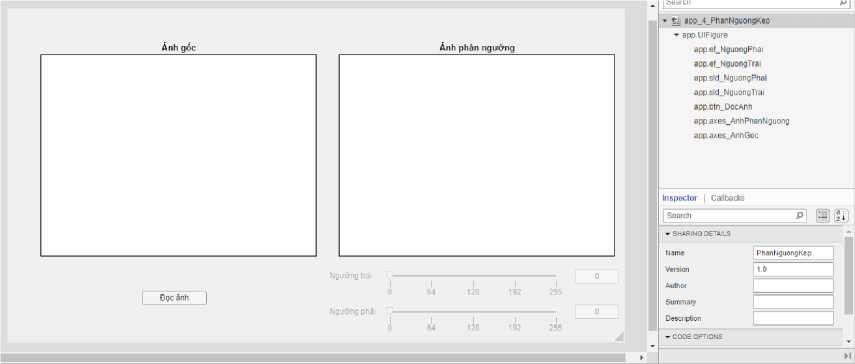 Search
app_4_PhanNguongKep
app.UIFigure
app.ef_NguongPhai
app.ef_NguongTrai
app.sld_NguongPhai
app.sld_NguongTrai
app.btn_DocAnh
app.axes_AnhPhanNguong
app.axes_AnhGoc
Ảnh gốc
Ảnh phân ngưỡng
Ngưỡng trái
0 64 128 192 255
0
Đọc ảnh
Ngưỡng phải
0 64 128 192 255
0
Inspector | Callbacks
Search
SHARING DETAILS
Name PhanNguongKep
Version 1.0
Author
Summary
Description
CODE OPTIONS